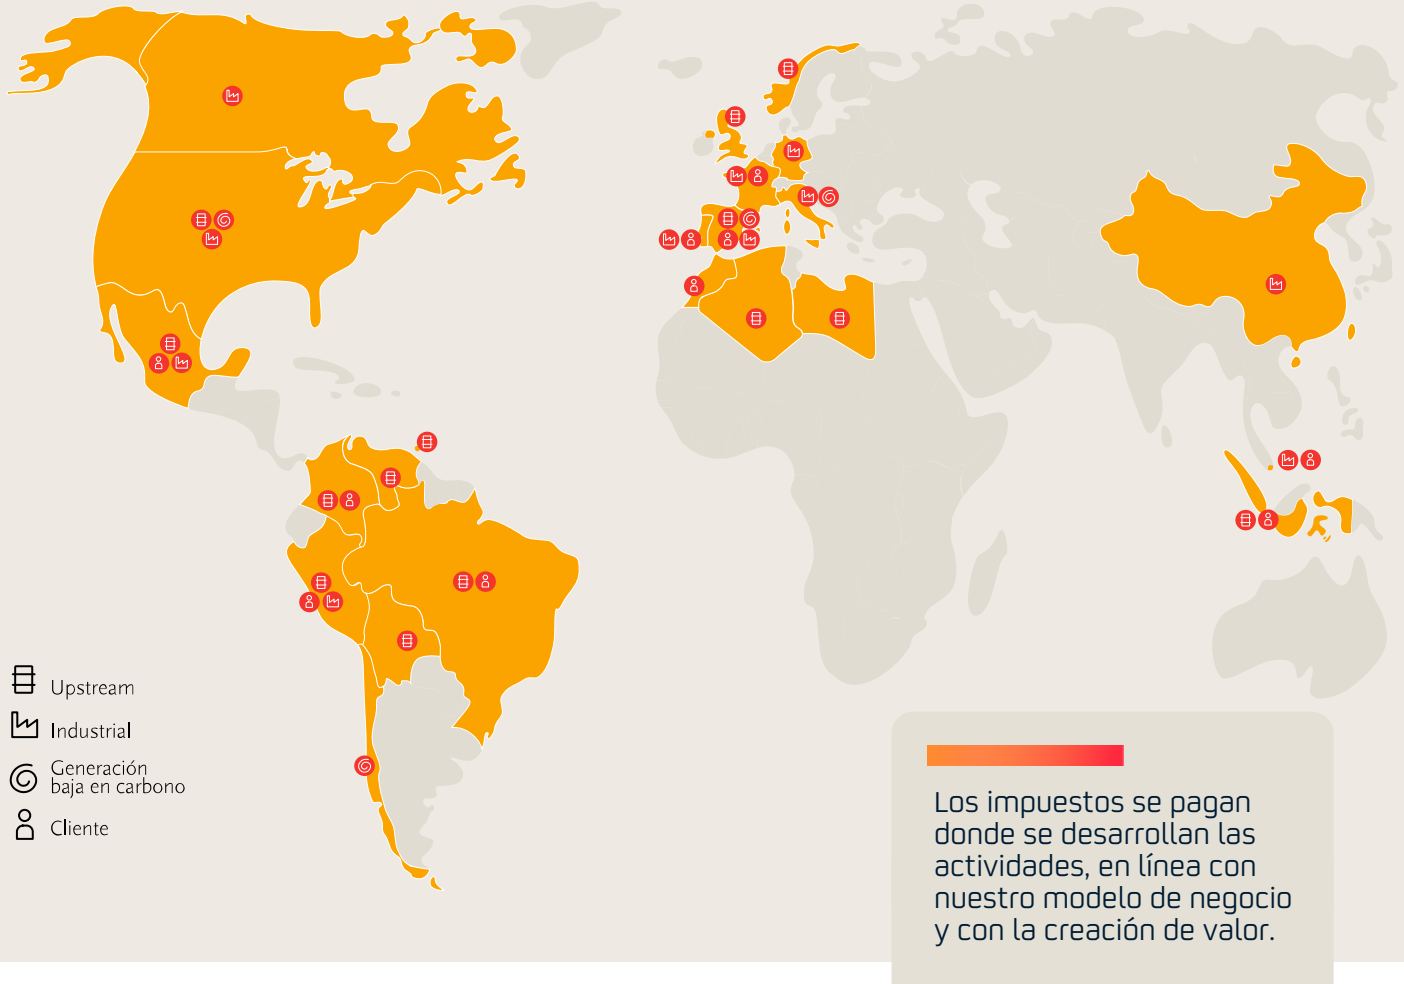 Upstream
Industrial
Generación
baja en carbono
Cliente
Los impuestos se pagan
donde se desarrollan las
actividades, en línea con
nuestro modelo de negocio
y con la creación de valor.